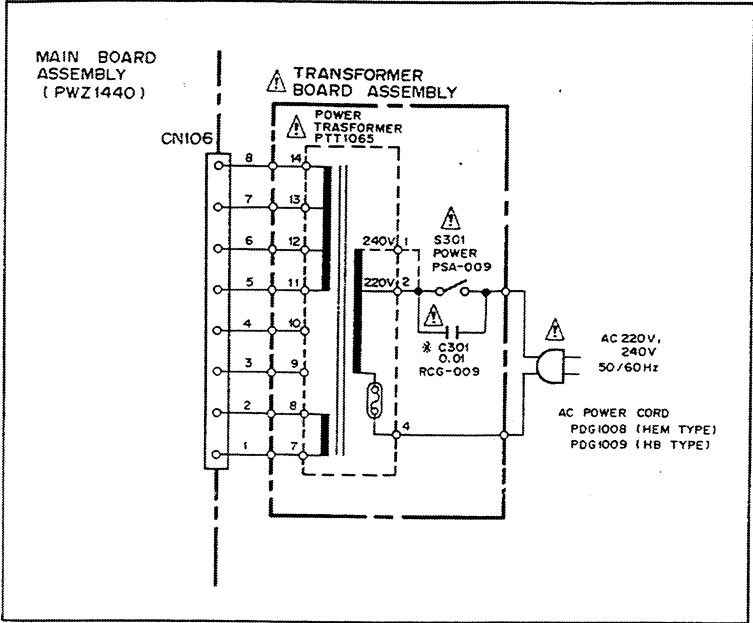 MAIN BOARD
ASSEMBLY
(PWZ1440)
CN106
TRANSFORMER
BOARD ASSEMBLY
POWER
TRASFORMER
PTT1065
8 14
7 13
6 12
5 11
4 10
3 9
2 8
1 7
240V 1
220V 2
4
S301
POWER
PSA-009
※ C301
0.01
RCG-009
AC 220V,
240V
50/60Hz
AC POWER CORD
PDG1008 (HEM TYPE)
PDG1009 (HB TYPE)